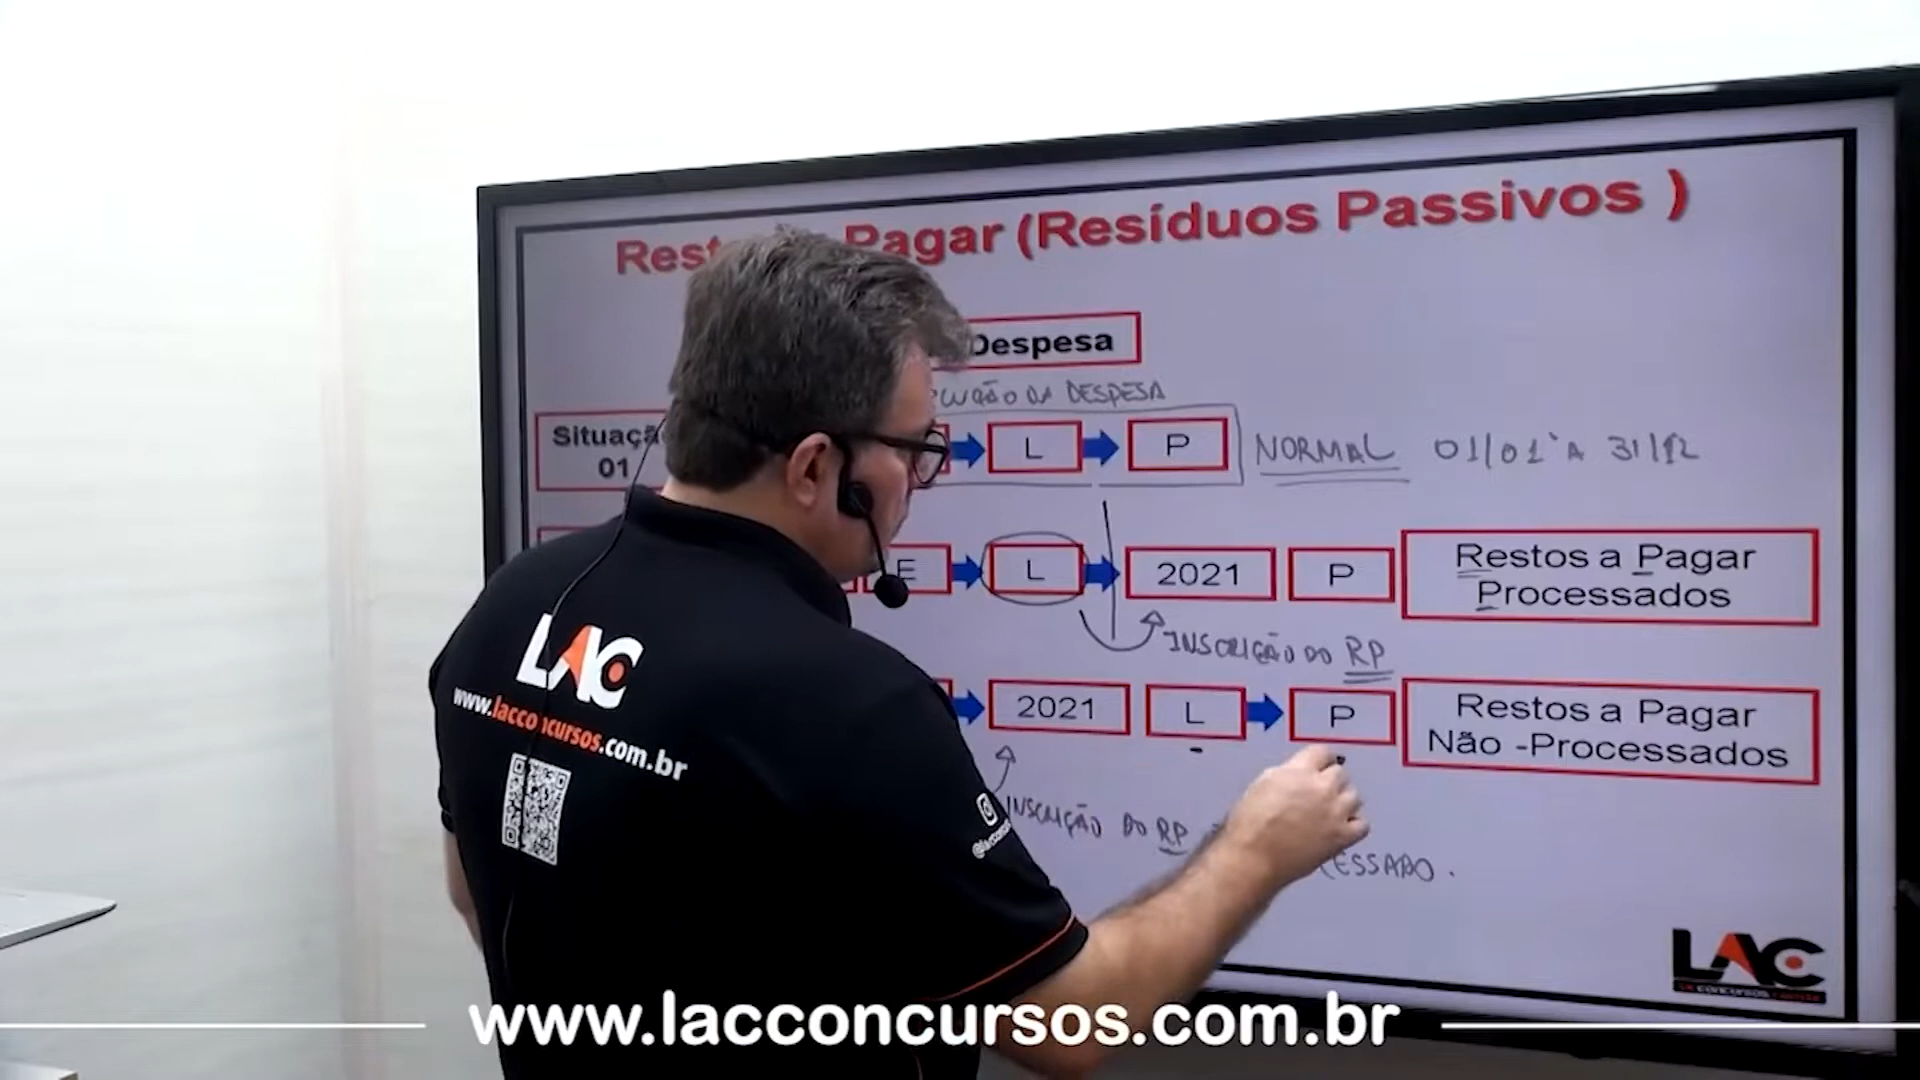 Pagar (Resíduos Passivos )
Despesa
DA DESPESA
01
L
P
NORMAL 01/01 A 31/12
E
L
2021
P
Restos a Pagar
Processados
INSCRIÇÃO DO RP
2021
L
P
Restos a Pagar
Não -Processados
INSCRIÇÃO DO RP
LAC
www.lacconcursos.com.br
LAC
www.lacconcursos.com.br